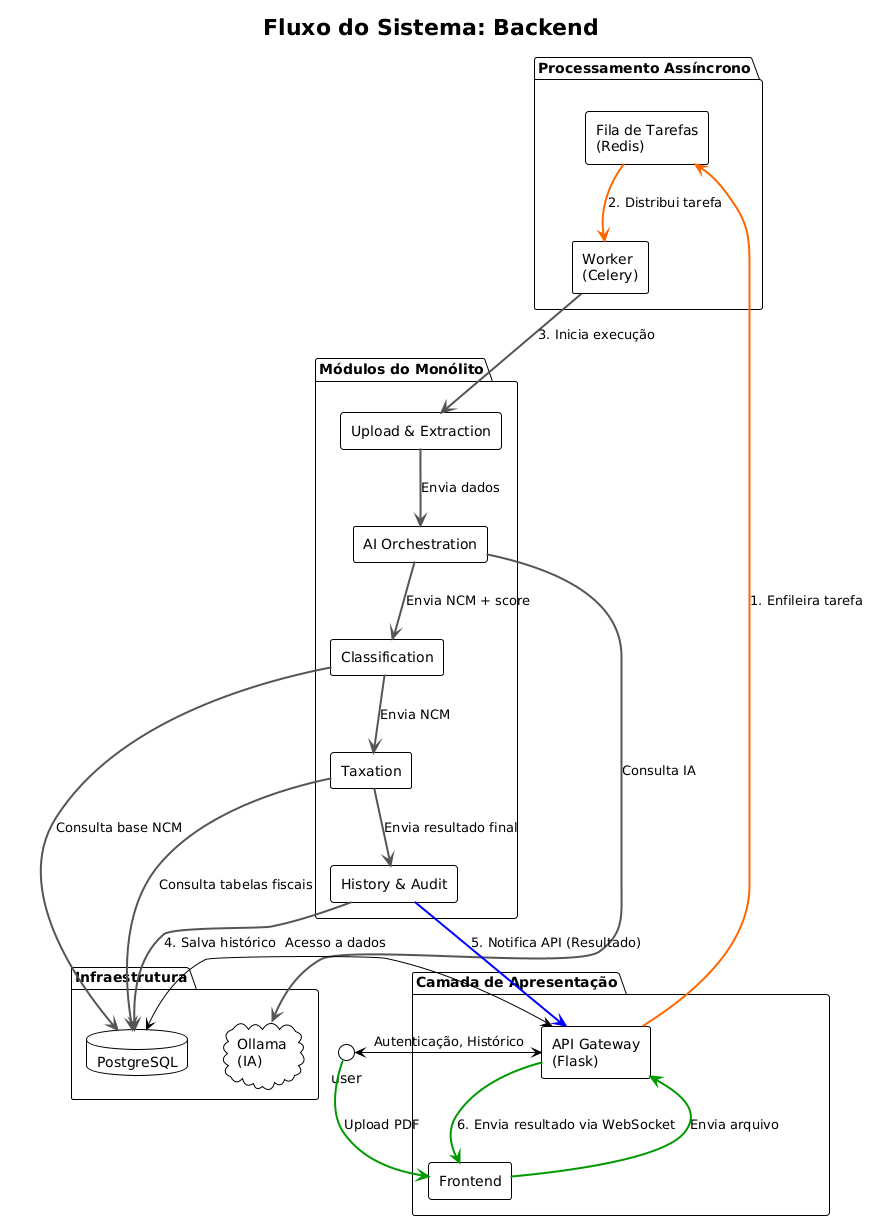 Fluxo do Sistema: Backend
Processamento Assíncrono
Fila de Tarefas
(Redis)
2. Distribui tarefa
Worker
(Celery)
3. Inicia execução
Módulos do Monólito
Upload & Extraction
Envia dados
AI Orchestration
Envia NCM + score
1. Enfileira tarefa
Classification
Envia NCM
Taxation
Consulta IA
Consulta base NCM
Envia resultado final
Consulta tabelas fiscais
History & Audit
4. Salva histórico
Acesso a dados
5. Notifica API (Resultado)
Infraestrutura
Camada de Apresentação
PostgreSQL
Ollama
(IA)
Autenticação, Histórico
API Gateway
(Flask)
user
Upload PDF
6. Envia resultado via WebSocket
Envia arquivo
Frontend